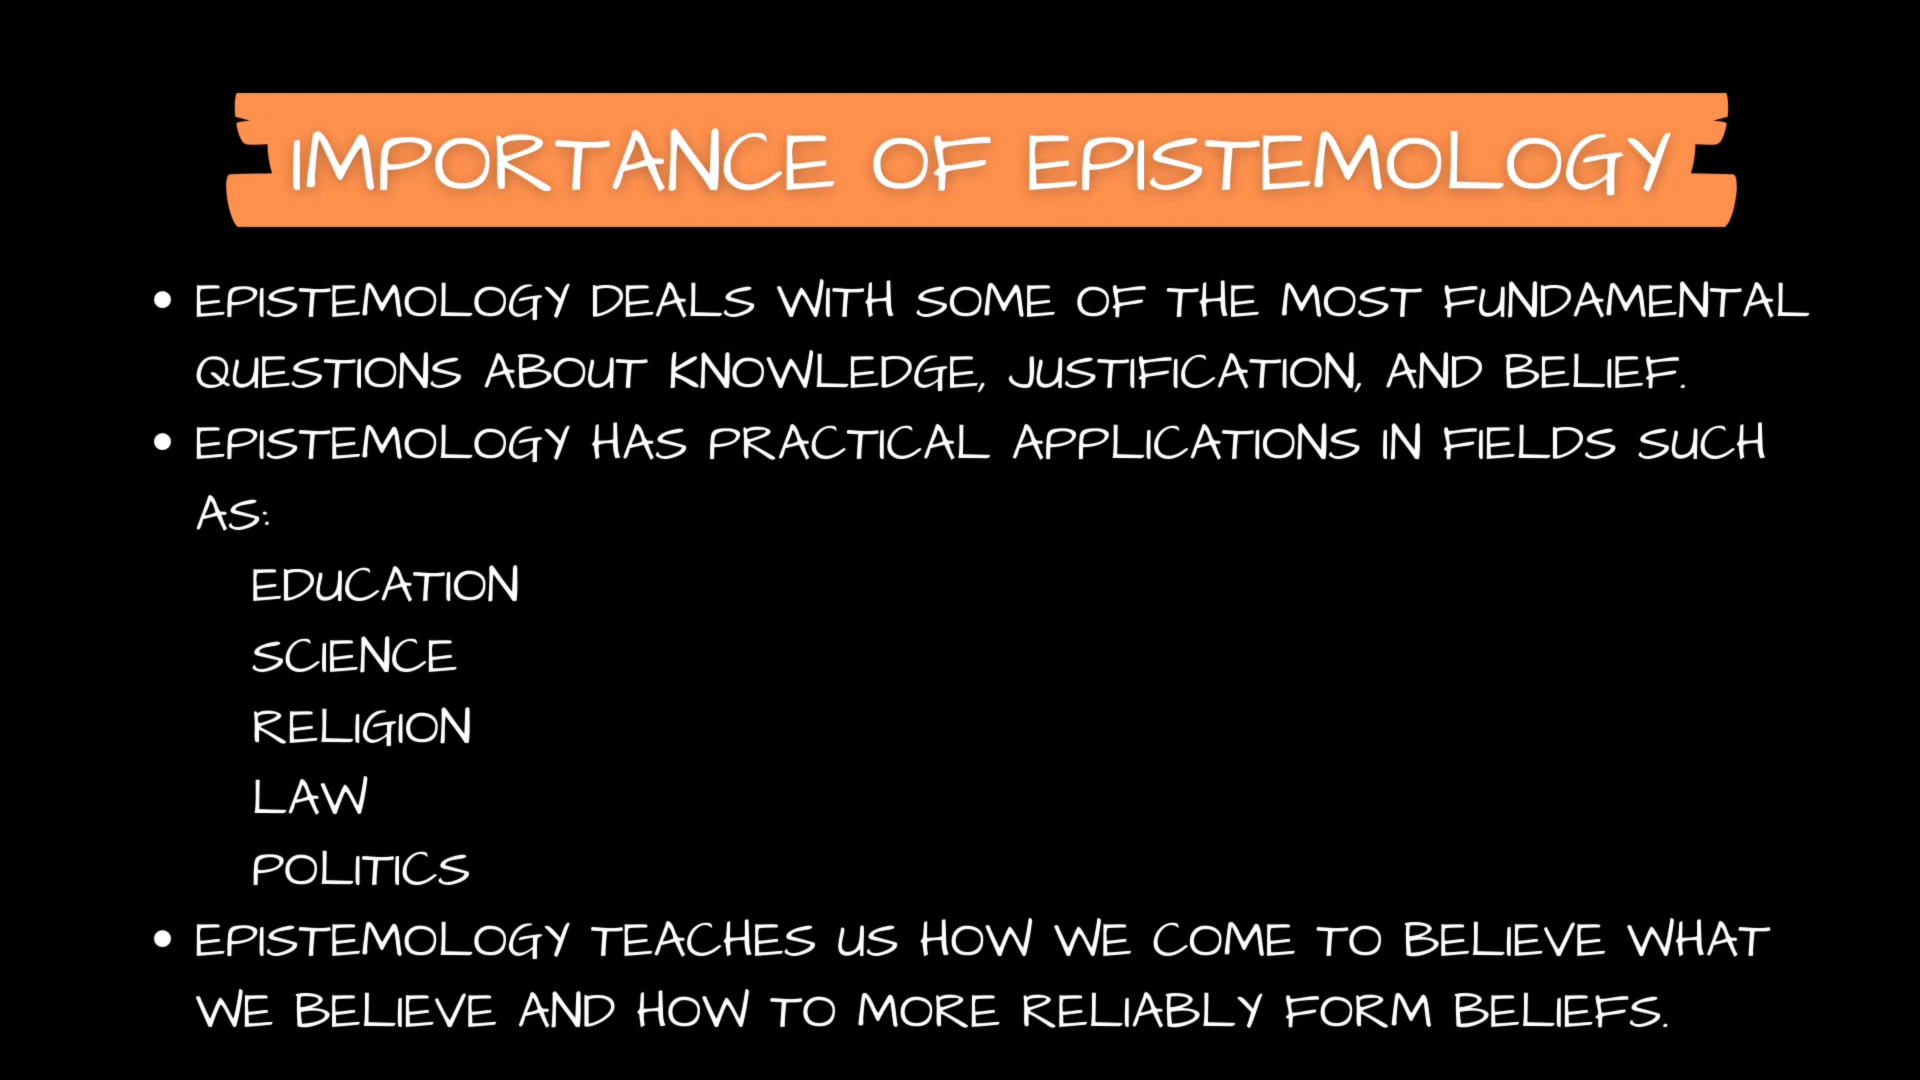 IMPORTANCE OF EPISTEMOLOGY
• EPISTEMOLOGY DEALS WITH SOME OF THE MOST FUNDAMENTAL
QUESTIONS ABOUT KNOWLEDGE, JUSTIFICATION, AND BELIEF.
• EPISTEMOLOGY HAS PRACTICAL APPLICATIONS IN FIELDS SUCH
AS:
EDUCATION
SCIENCE
RELIGION
LAW
POLITICS
• EPISTEMOLOGY TEACHES US HOW WE COME TO BELIEVE WHAT
WE BELIEVE AND HOW TO MORE RELIABLY FORM BELIEFS.